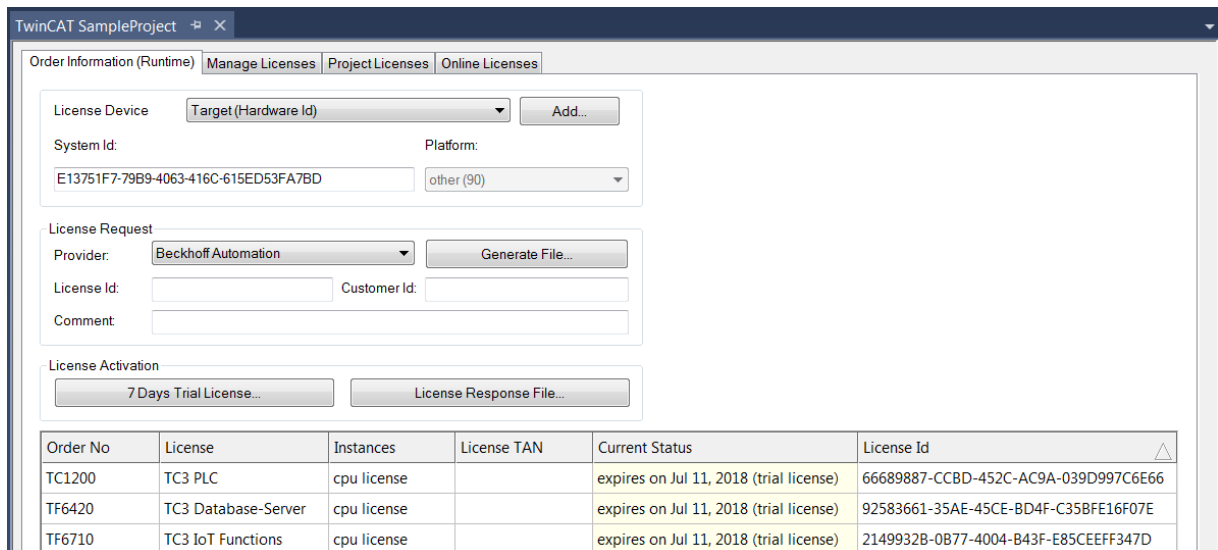 TwinCAT SampleProject
Order Information (Runtime) Manage Licenses Project Licenses Online Licenses
License Device Target (Hardware Id) Add...
System Id: Platform:
E13751F7-79B9-4063-416C-615ED53FA7BD other (90)
License Request
Provider: Beckhoff Automation Generate File...
License Id: Customer Id:
Comment:
License Activation
7 Days Trial License... License Response File...
Order No License Instances License TAN Current Status License Id
TC1200 TC3 PLC cpu license expires on Jul 11, 2018 (trial license) 66689887-CCBD-452C-AC9A-039D997C6E66
TF6420 TC3 Database-Server cpu license expires on Jul 11, 2018 (trial license) 92583661-35AE-45CE-BD4F-C35BFE16F07E
TF6710 TC3 IoT Functions cpu license expires on Jul 11, 2018 (trial license) 2149932B-0B77-4004-B43F-E85CEEFF347D